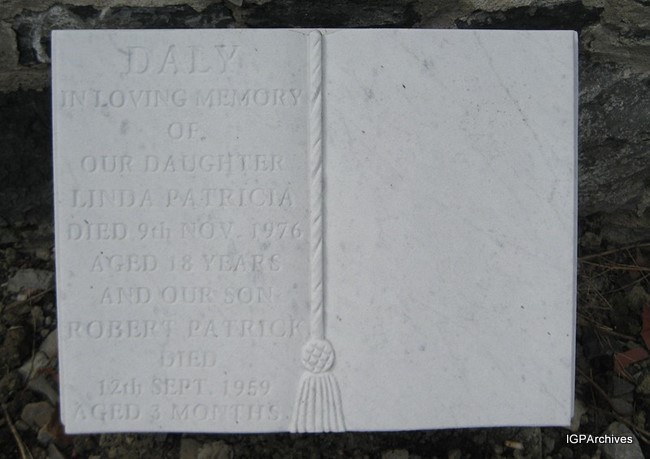 DALY
IN LOVING MEMORY
OF
OUR DAUGHTER
LINDA PATRICIA
DIED 9th NOV. 1976
AGED 18 YEARS
AND OUR SON
ROBERT PATRICK
DIED
12th SEPT. 1959
AGED 3 MONTHS.
IGPArchives